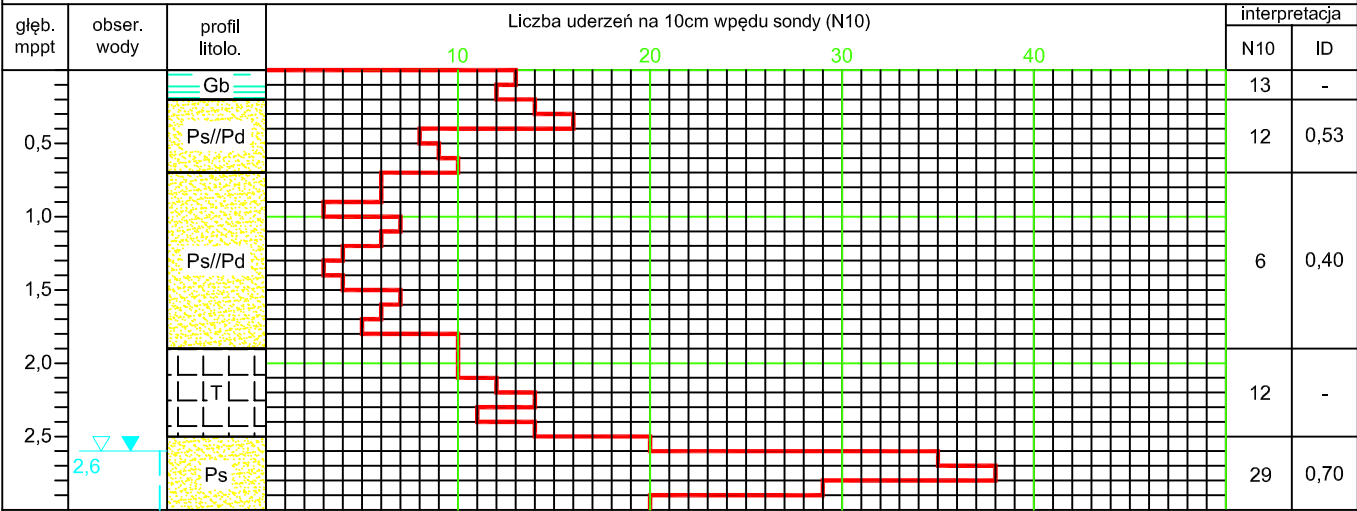 głęb. mppt
obser. wody
profil litolo.
Liczba uderzeń na 10cm wpędu sondy (N10)
10 20 30 40
interpretacja
N10 ID
Gb 13 -
0,5 Ps//Pd 12 0,53
1,0
Ps//Pd 6 0,40
1,5
2,0
T 12 -
2,5
2,6 Ps 29 0,70